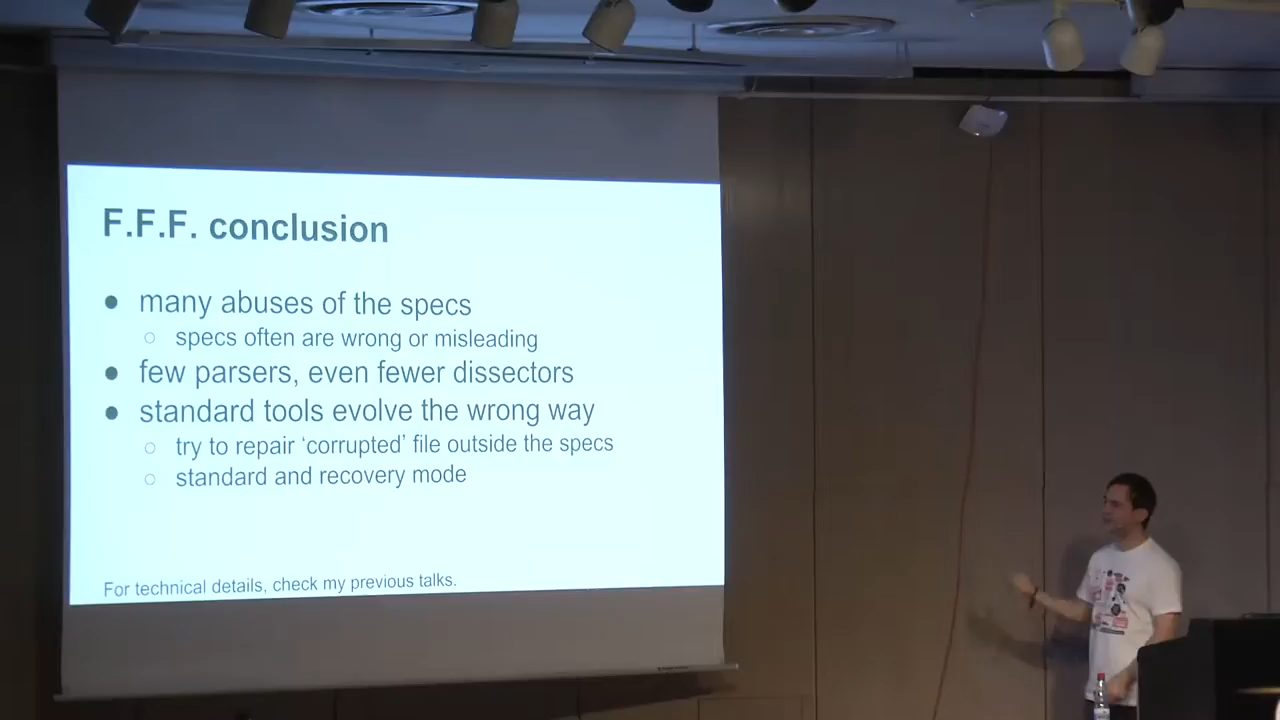 F.F.F. conclusion
● many abuses of the specs
○ specs often are wrong or misleading
● few parsers, even fewer dissectors
● standard tools evolve the wrong way
○ try to repair ‘corrupted’ file outside the specs
○ standard and recovery mode
For technical details, check my previous talks.